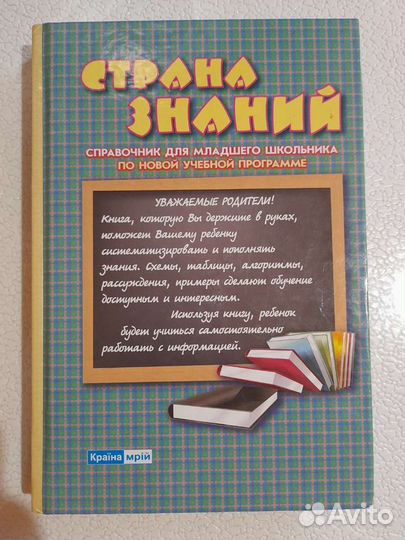 СТРАНА
ЗНАНИЙ
СПРАВОЧНИК ДЛЯ МЛАДШЕГО ШКОЛЬНИКА
ПО НОВОЙ УЧЕБНОЙ ПРОГРАММЕ
УВАЖАЕМЫЕ РОДИТЕЛИ!
Книга, которую Вы держите в руках,
поможет Вашему ребенку
систематизировать и пополнять
знания. Схемы, таблицы, алгоритмы,
рассуждения, примеры сделают обучение
доступным и интересным.
Используя книгу, ребенок
будет учиться самостоятельно
работать с информацией.
Країна мрій
Avito